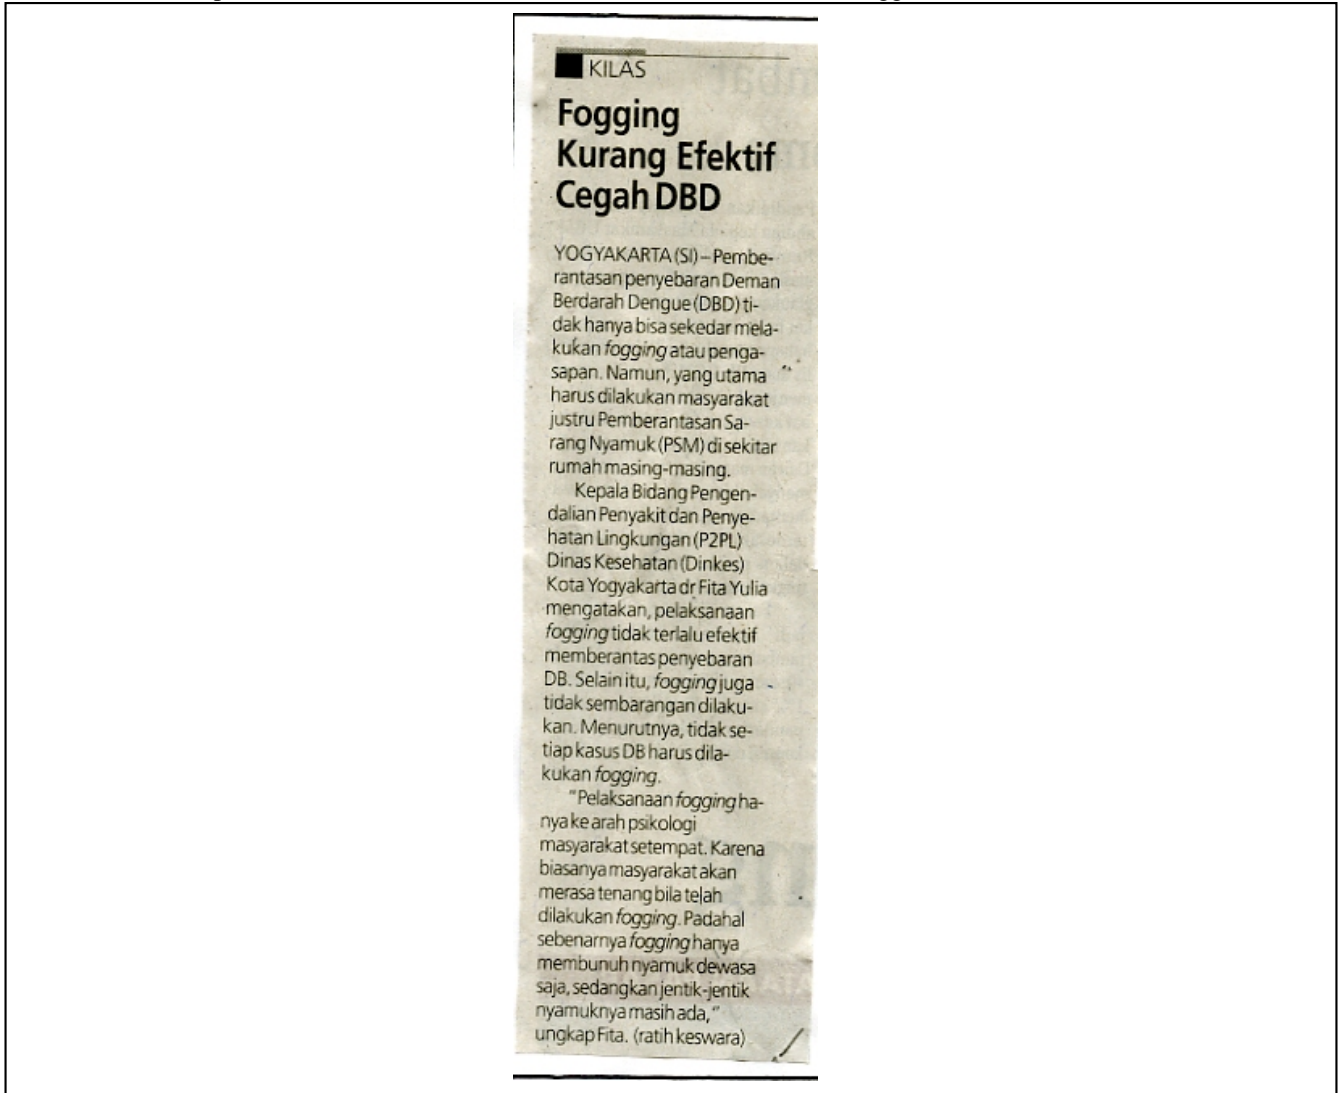 KILAS
Fogging
Kurang Efektif
Cegah DBD
YOGYAKARTA (SI) – Pembe-
rantasan penyebaran Deman
Berdarah Dengue (DBD) ti-
dak hanya bisa sekedar mela-
kukan fogging atau penga-
sapan. Namun, yang utama
harus dilakukan masyarakat
justru Pemberantasan Sa-
rang Nyamuk (PSM) di sekitar
rumah masing-masing.
Kepala Bidang Pengen-
dalian Penyakit dan Penye-
hatan Lingkungan (P2PL)
Dinas Kesehatan (Dinkes)
Kota Yogyakarta dr Fita Yulia
mengatakan, pelaksanaan
fogging tidak terlalu efektif
memberantas penyebaran
DB. Selain itu, fogging juga
tidak sembarangan dilaku-
kan. Menurutnya, tidak se-
tiap kasus DB harus dila-
kukan fogging.
"Pelaksanaan fogging ha-
nya ke arah psikologi
masyarakat setempat. Karena
biasanya masyarakat akan
merasa tenang bila telah
dilakukan fogging. Padahal
sebenarnya fogging hanya
membunuh nyamuk dewasa
saja, sedangkan jentik-jentik
nyamuknya masih ada,"
ungkap Fita. (ratih keswara)